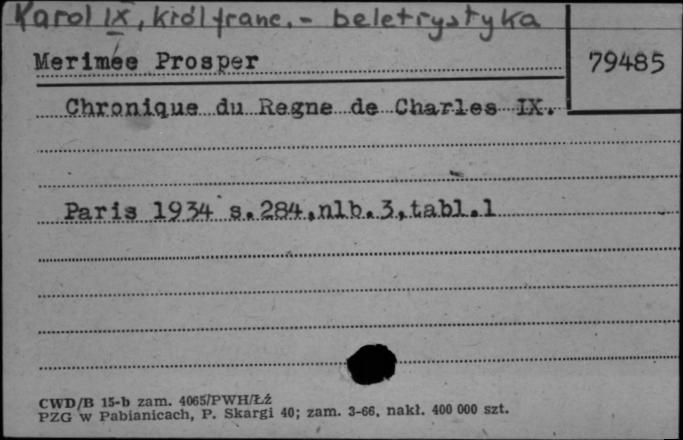 Karol IX, król franc. - beletrystyka
Merimée Prosper
79485
Chronique du Regne de Charles IX.
Paris 1934 s.284,nlb.3,tabl.1
CWD/B 15-b zam. 4065/PWH/Łź
PZG w Pabianicach, P. Skargi 40; zam. 3-66, nakł. 400 000 szt.